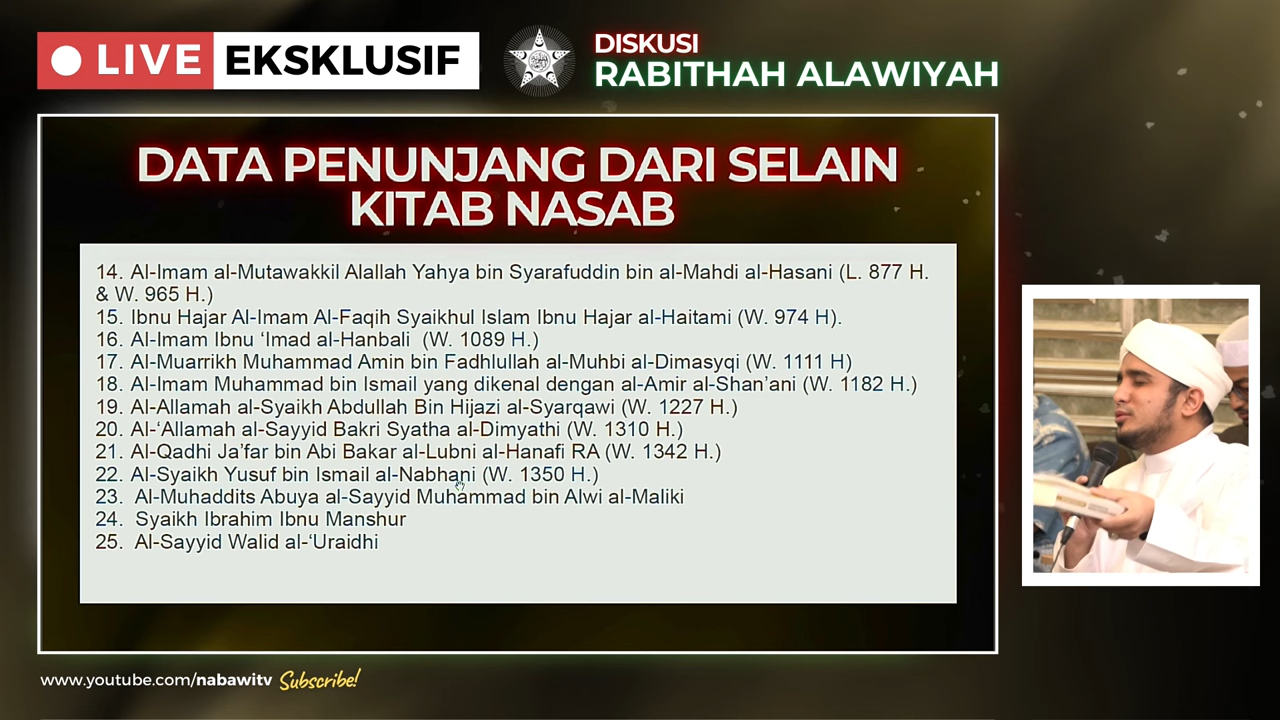 LIVE EKSKLUSIF
DISKUSI
RABITHAH ALAWIYAH
DATA PENUNJANG DARI SELAIN
KITAB NASAB
14. Al-Imam al-Mutawakkil Alallah Yahya bin Syarafuddin bin al-Mahdi al-Hasani (L. 877 H.
& W. 965 H.)
15. Ibnu Hajar Al-Imam Al-Faqih Syaikhul Islam Ibnu Hajar al-Haitami (W. 974 H).
16. Al-Imam Ibnu ‘Imad al-Hanbali (W. 1089 H.)
17. Al-Muarrikh Muhammad Amin bin Fadhlullah al-Muhbi al-Dimasyqi (W. 1111 H)
18. Al-Imam Muhammad bin Ismail yang dikenal dengan al-Amir al-Shan’ani (W. 1182 H.)
19. Al-Allamah al-Syaikh Abdullah Bin Hijazi al-Syarqawi (W. 1227 H.)
20. Al-‘Allamah al-Sayyid Bakri Syatha al-Dimyathi (W. 1310 H.)
21. Al-Qadhi Ja’far bin Abi Bakar al-Lubni al-Hanafi RA (W. 1342 H.)
22. Al-Syaikh Yusuf bin Ismail al-Nabhani (W. 1350 H.)
23. Al-Muhaddits Abuya al-Sayyid Muhammad bin Alwi al-Maliki
24. Syaikh Ibrahim Ibnu Manshur
25. Al-Sayyid Walid al-‘Uraidhi
www.youtube.com/nabawitv Subscribe!